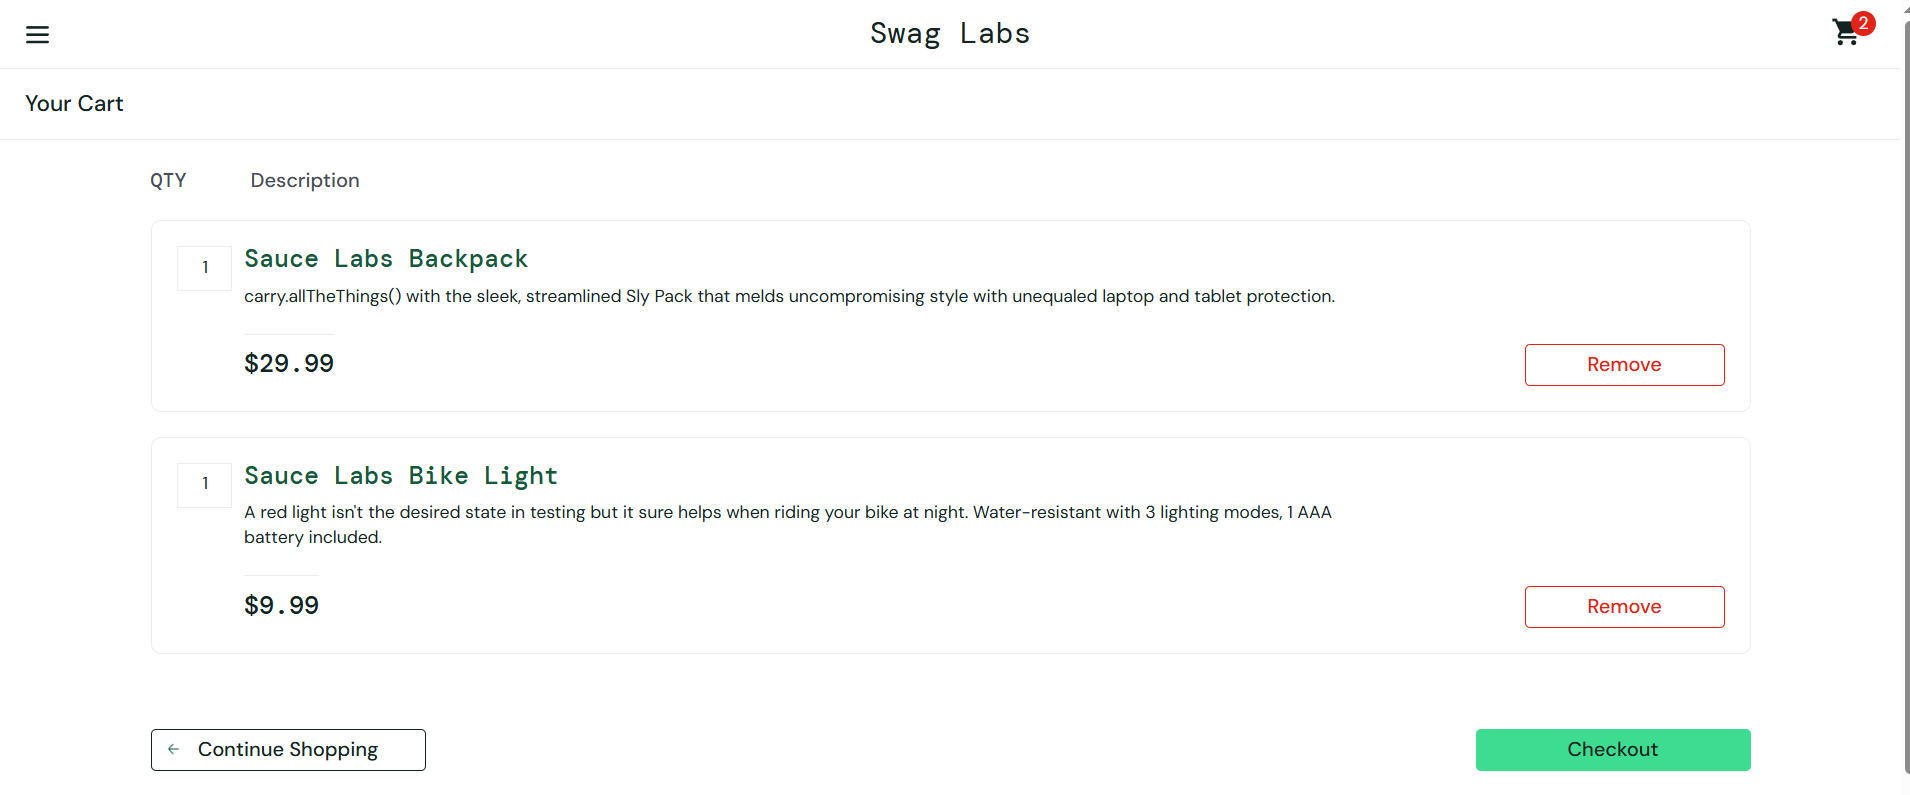 Swag Labs
2
Your Cart
QTY Description
1 Sauce Labs Backpack
carry.allTheThings() with the sleek, streamlined Sly Pack that melds uncompromising style with unequaled laptop and tablet protection.
$29.99
Remove
1 Sauce Labs Bike Light
A red light isn't the desired state in testing but it sure helps when riding your bike at night. Water-resistant with 3 lighting modes, 1 AAA
battery included.
$9.99
Remove
Continue Shopping
Checkout